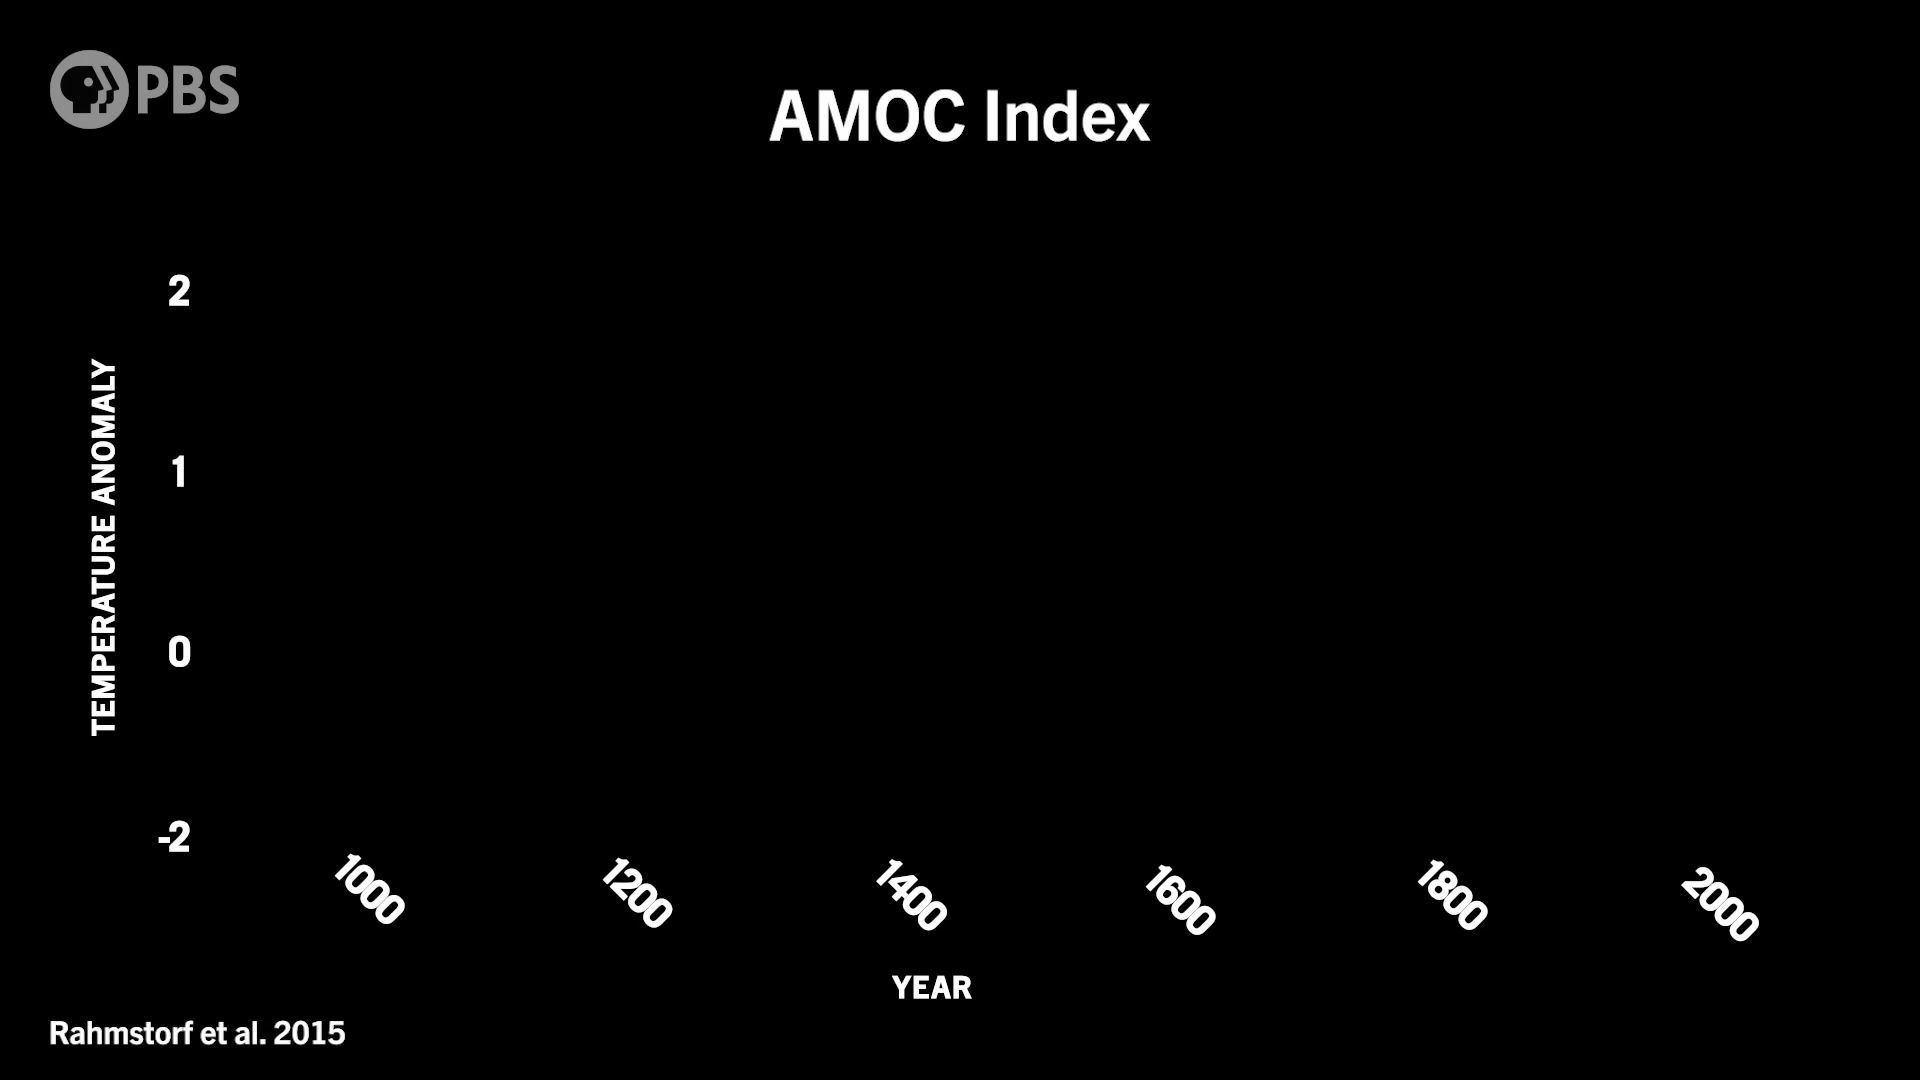 PBS
AMOC Index
TEMPERATURE ANOMALY
2
1
0
-2
1000
1200
1400
1600
1800
2000
YEAR
Rahmstorf et al. 2015